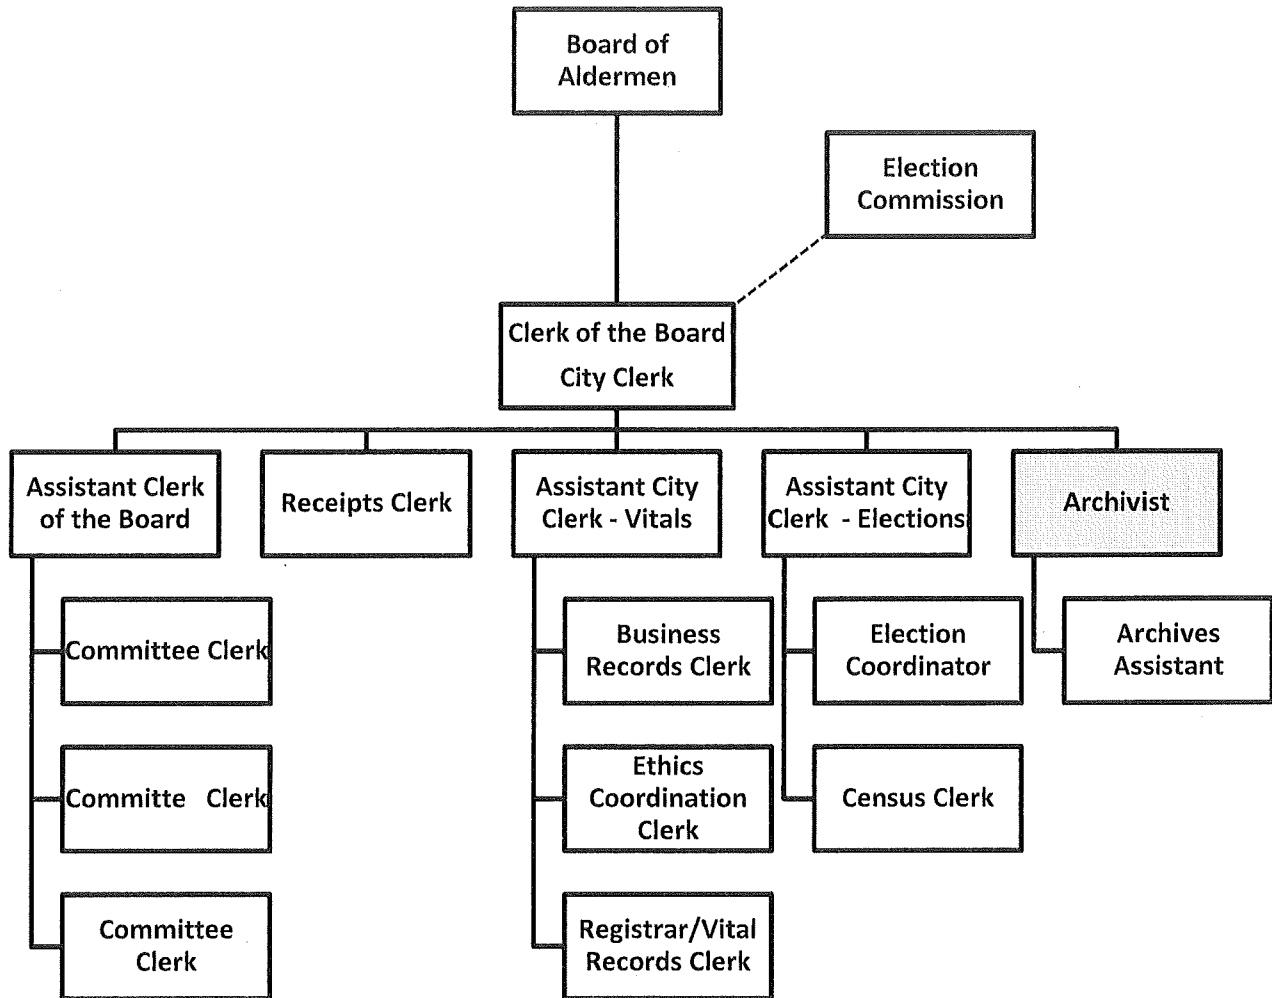 Board of
Aldermen
Election
Commission
Clerk of the Board
City Clerk
Assistant Clerk
of the Board
Receipts Clerk
Assistant City
Clerk - Vitals
Assistant City
Clerk - Elections
Archivist
Committee Clerk
Business
Records Clerk
Election
Coordinator
Archives
Assistant
Committe Clerk
Ethics
Coordination
Clerk
Census Clerk
Committee
Clerk
Registrar/Vital
Records Clerk